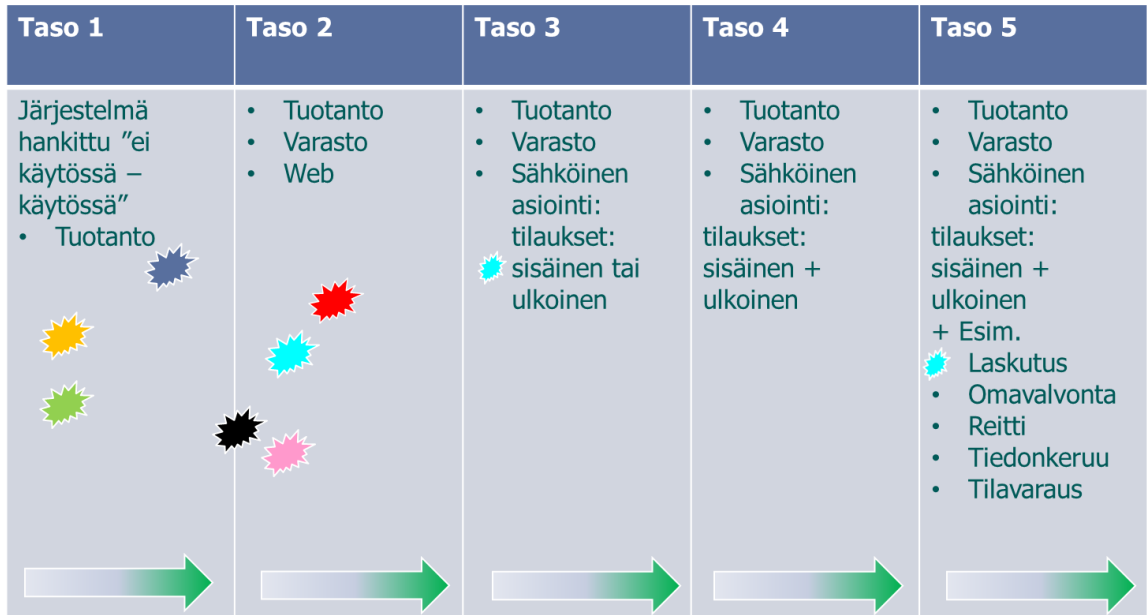 Taso 1
Taso 2
Taso 3
Taso 4
Taso 5
Järjestelmä
hankittu ”ei
käytössä –
käytössä”
• Tuotanto
• Tuotanto
• Varasto
• Web
• Tuotanto
• Varasto
• Sähköinen
asiointi:
tilaukset:
sisäinen tai
ulkoinen
• Tuotanto
• Varasto
• Sähköinen
asiointi:
tilaukset:
sisäinen +
ulkoinen
• Tuotanto
• Varasto
• Sähköinen
asiointi:
tilaukset:
sisäinen +
ulkoinen
+ Esim.
Laskutus
• Omavalvonta
• Reitti
• Tiedonkeruu
• Tilavaraus